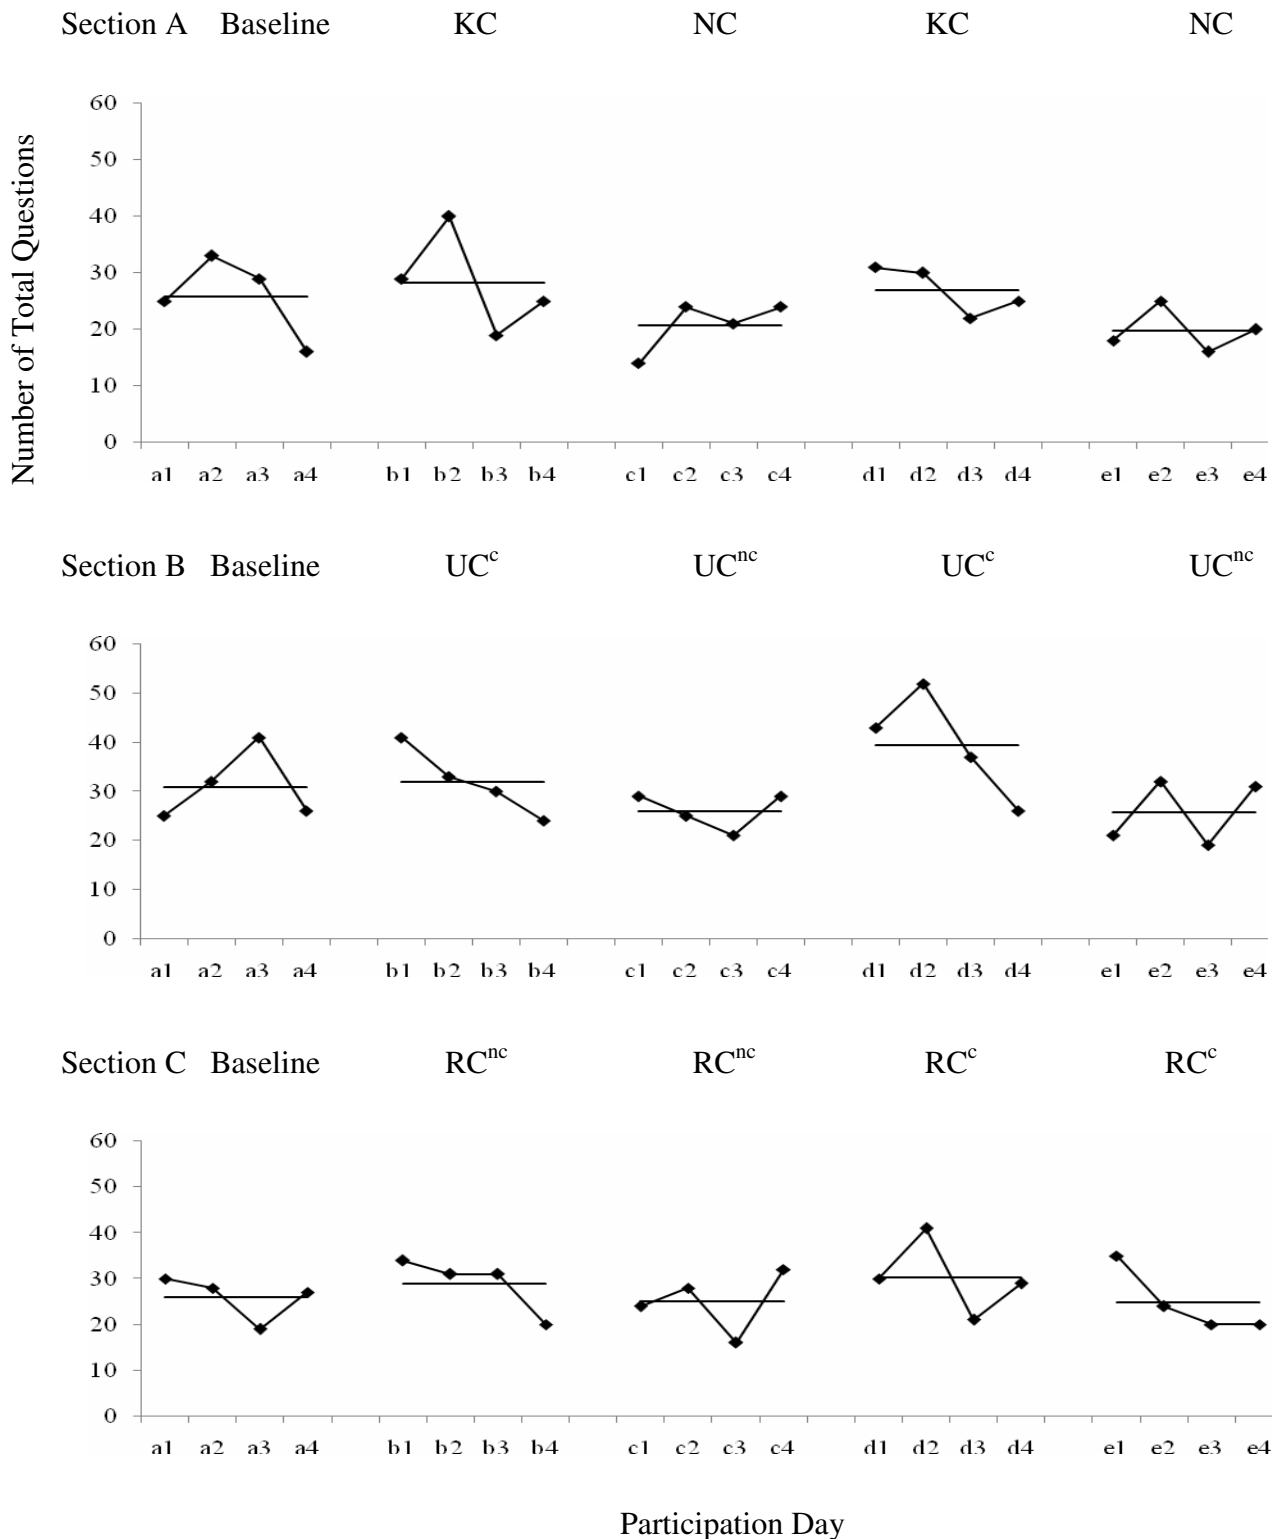 Section A Baseline KC NC KC NC
Number of Total Questions
60
50
40
30
20
10
0
a1 a2 a3 a4 b1 b2 b3 b4 c1 c2 c3 c4 d1 d2 d3 d4 e1 e2 e3 e4
Section B Baseline UCᶜ UCⁿᶜ UCᶜ UCⁿᶜ
60
50
40
30
20
10
0
a1 a2 a3 a4 b1 b2 b3 b4 c1 c2 c3 c4 d1 d2 d3 d4 e1 e2 e3 e4
Section C Baseline RCⁿᶜ RCⁿᶜ RCᶜ RCᶜ
60
50
40
30
20
10
0
a1 a2 a3 a4 b1 b2 b3 b4 c1 c2 c3 c4 d1 d2 d3 d4 e1 e2 e3 e4
Participation Day